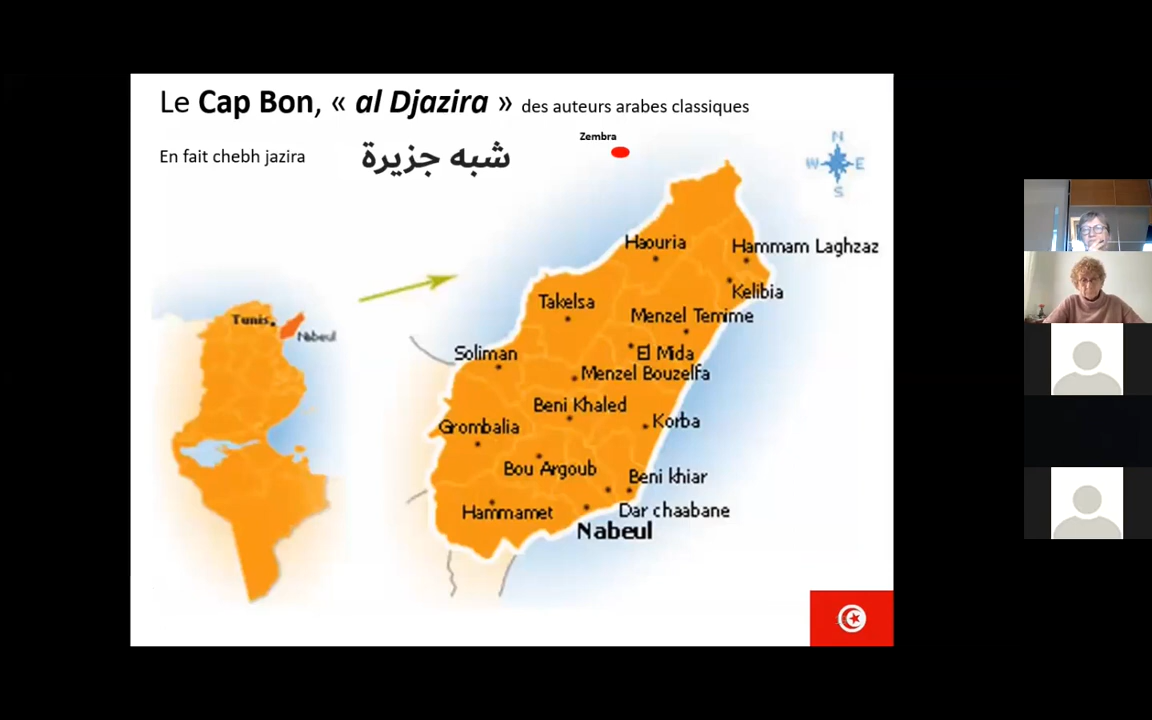 Le Cap Bon, « al Djazira » des auteurs arabes classiques
En fait chebh jazira
شبه جزيرة
Zembra
N
W E
S
Haouria
Hammam Laghzaz
Kelibia
Takelsa
Menzel Temime
Tunis
Nabeul
Soliman
El Mida
Menzel Bouzelfa
Beni Khaled
Korba
Grombalia
Bou Argoub
Beni khiar
Hammamet
Dar chaabane
Nabeul